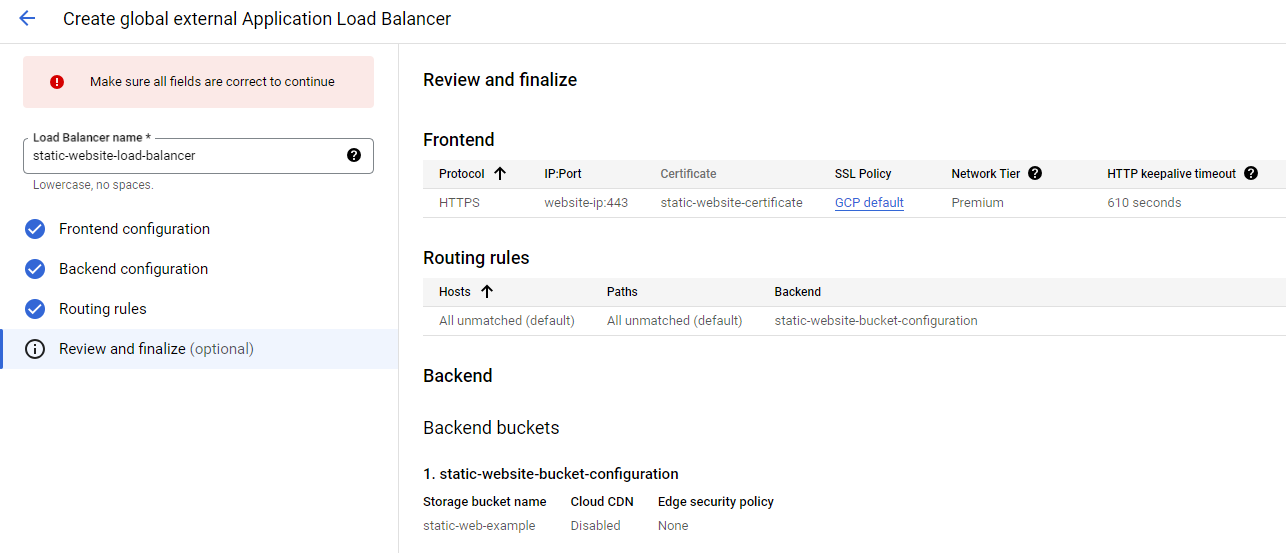 Create global external Application Load Balancer
Make sure all fields are correct to continue
Load Balancer name *
static-website-load-balancer
Lowercase, no spaces.
Frontend configuration
Backend configuration
Routing rules
Review and finalize (optional)
Review and finalize
Frontend
Protocol IP:Port Certificate SSL Policy Network Tier HTTP keepalive timeout
HTTPS website-ip:443 static-website-certificate GCP default Premium 610 seconds
Routing rules
Hosts Paths Backend
All unmatched (default) All unmatched (default) static-website-bucket-configuration
Backend
Backend buckets
1. static-website-bucket-configuration
Storage bucket name Cloud CDN Edge security policy
static-web-example Disabled None